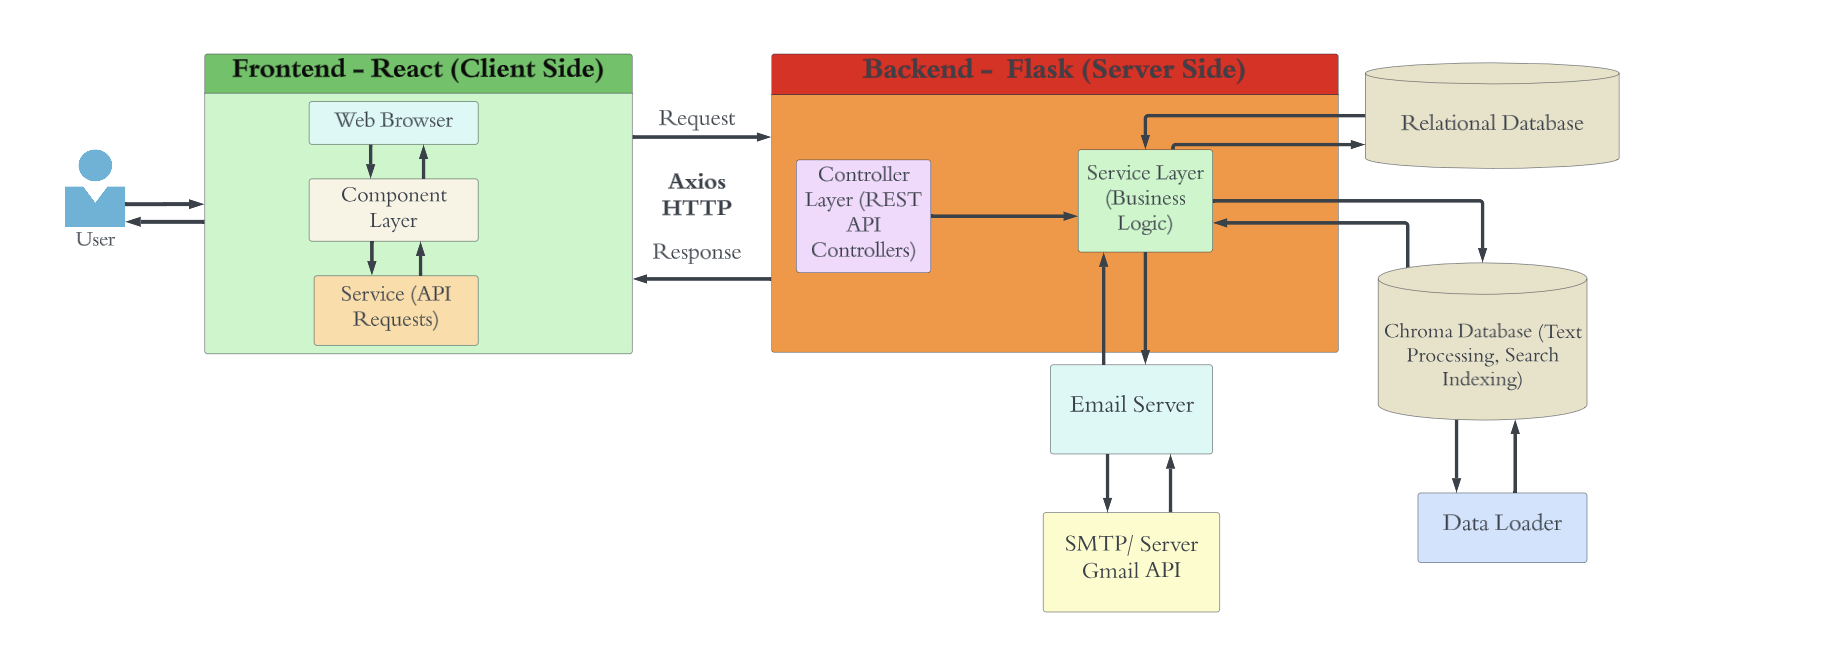 Frontend - React (Client Side)
Web Browser
Component
Layer
Service (API
Requests)
User
Request
Axios
HTTP
Response
Backend - Flask (Server Side)
Controller
Layer (REST
API
Controllers)
Service Layer
(Business
Logic)
Relational Database
Chroma Database (Text
Processing, Search
Indexing)
Email Server
SMTP/ Server
Gmail API
Data Loader